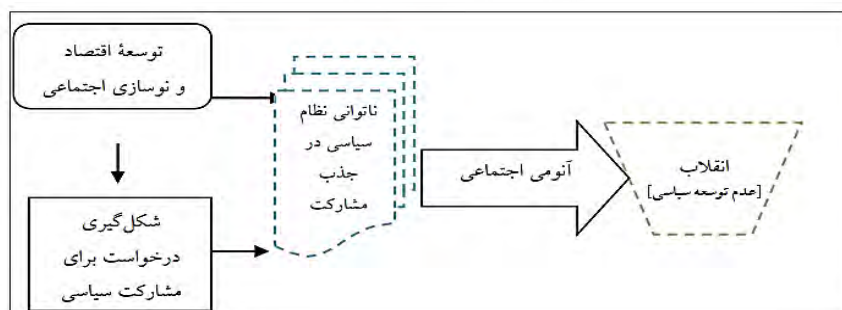 توسعهٔ اقتصاد
و نوسازی اجتماعی
شکل‌گیری
درخواست برای
مشارکت سیاسی
ناتوانی نظام
سیاسی در
جذب
مشارکت
آنومی اجتماعی
انقلاب
[عدم توسعه سیاسی]